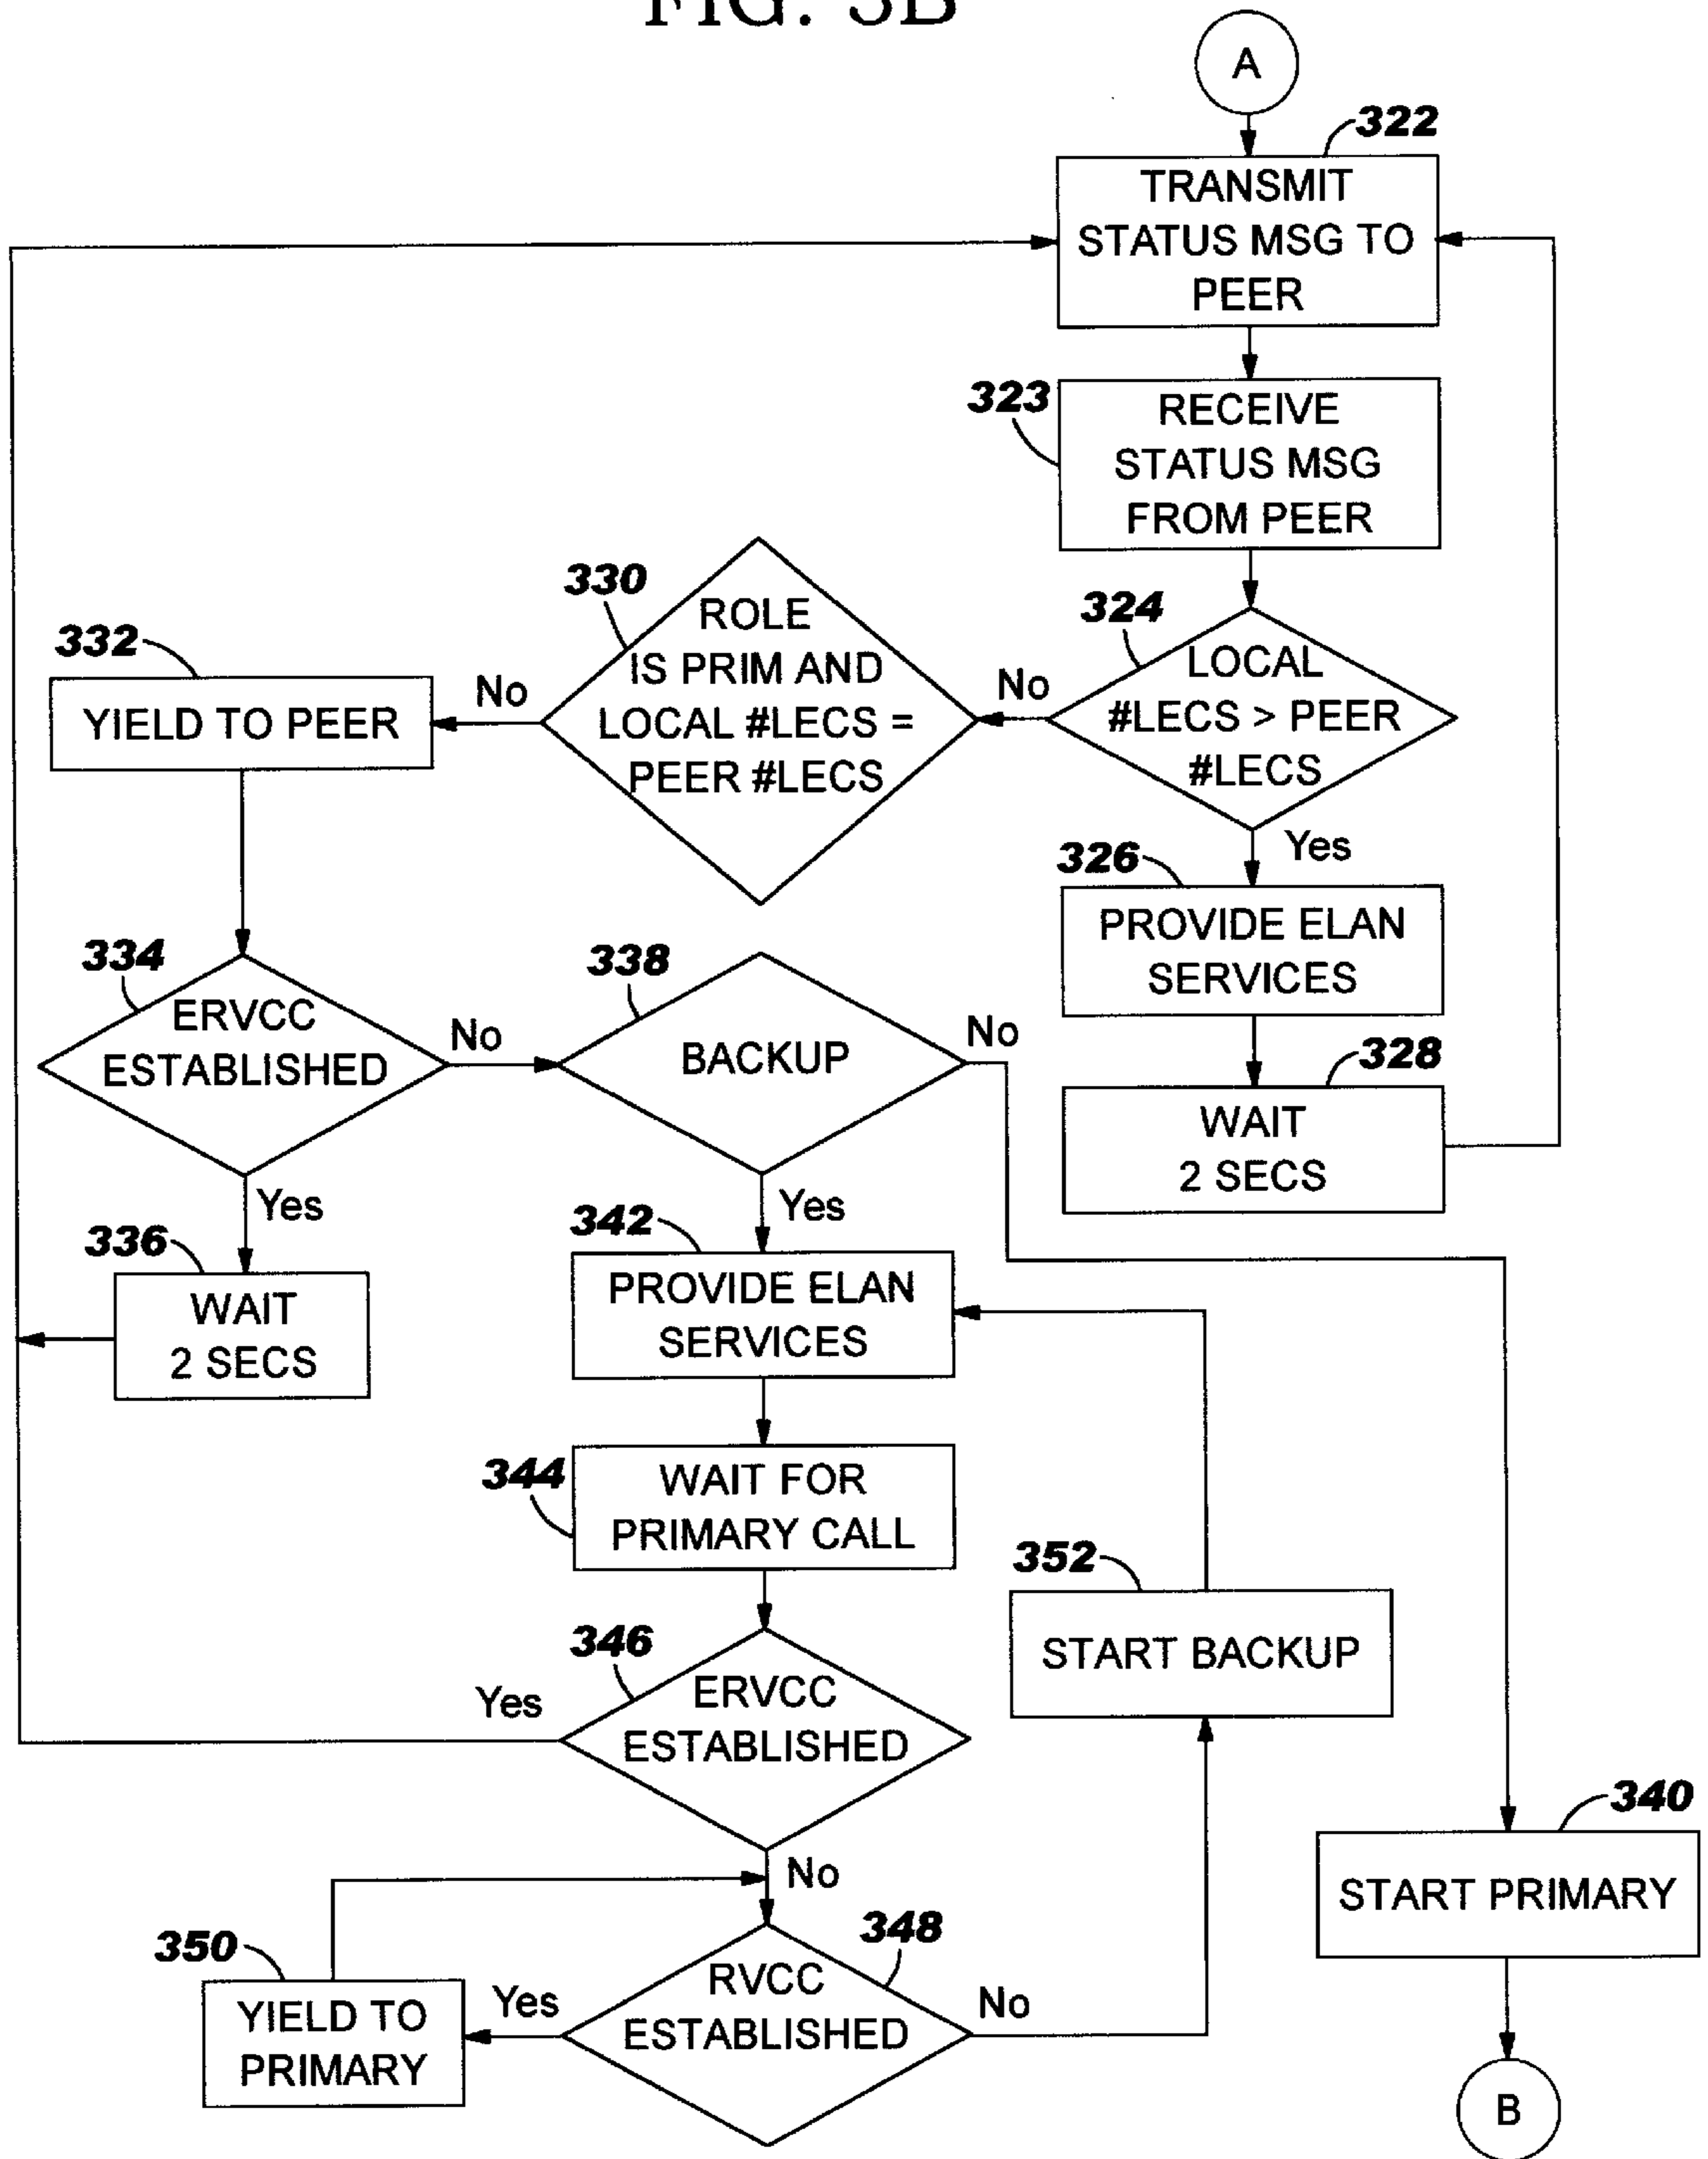 FIG. 3B
A
322
TRANSMIT
STATUS MSG TO
PEER
323
RECEIVE
STATUS MSG
FROM PEER
330
ROLE
IS PRIM AND
LOCAL #LECS =
PEER #LECS
No
324
LOCAL
#LECS > PEER
#LECS
No
Yes
332
YIELD TO PEER
326
PROVIDE ELAN
SERVICES
334
ERVCC
ESTABLISHED
No
Yes
338
BACKUP
No
Yes
328
WAIT
2 SECS
336
WAIT
2 SECS
342
PROVIDE ELAN
SERVICES
344
WAIT FOR
PRIMARY CALL
352
START BACKUP
346
ERVCC
ESTABLISHED
Yes
No
340
START PRIMARY
350
YIELD TO
PRIMARY
Yes
348
RVCC
ESTABLISHED
No
B